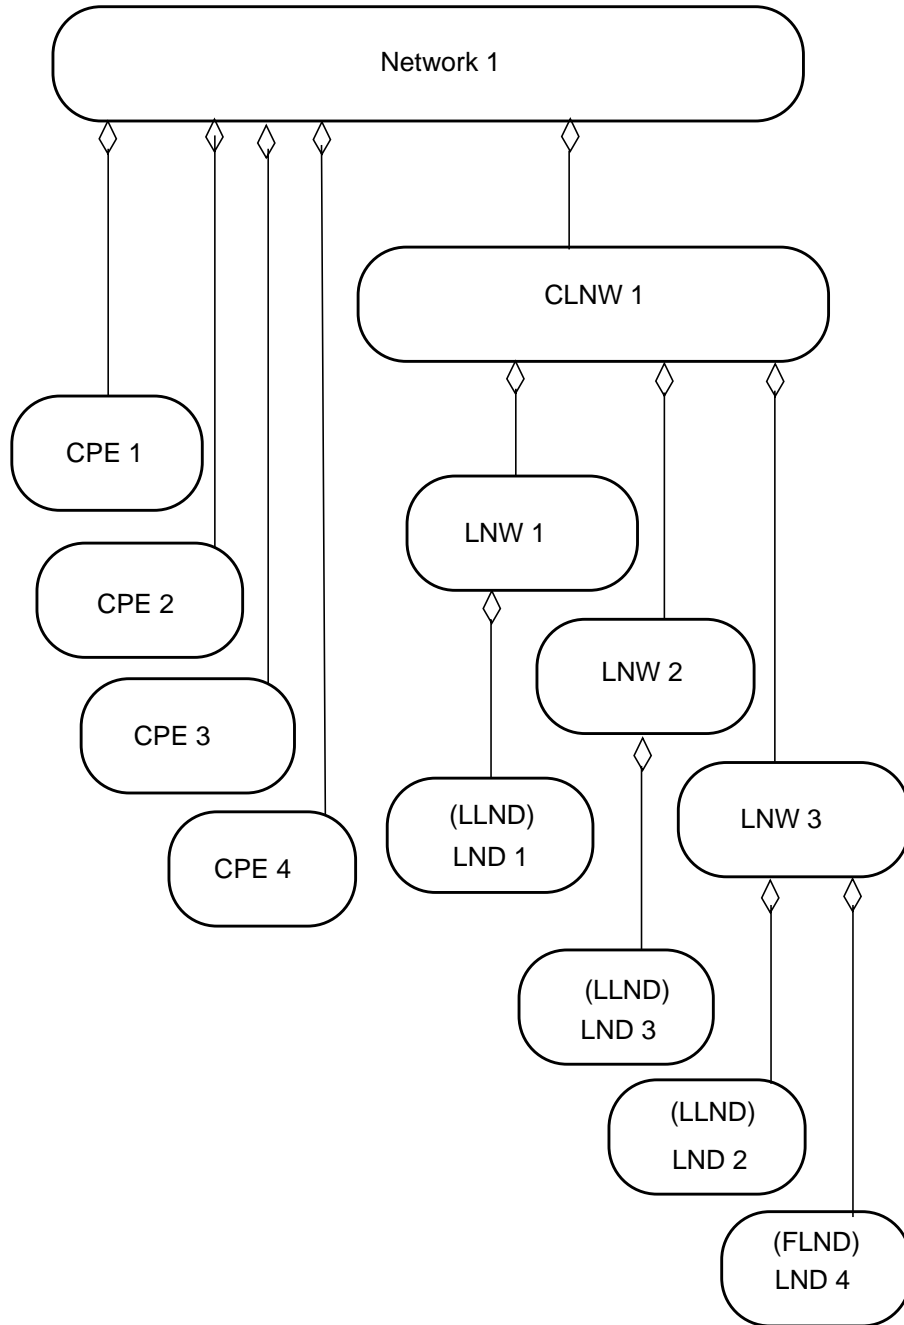 Network 1
CLNW 1
CPE 1
LNW 1
CPE 2
LNW 2
CPE 3
(LLND)
LND 1
LNW 3
CPE 4
(LLND)
LND 3
(LLND)
LND 2
(FLND)
LND 4